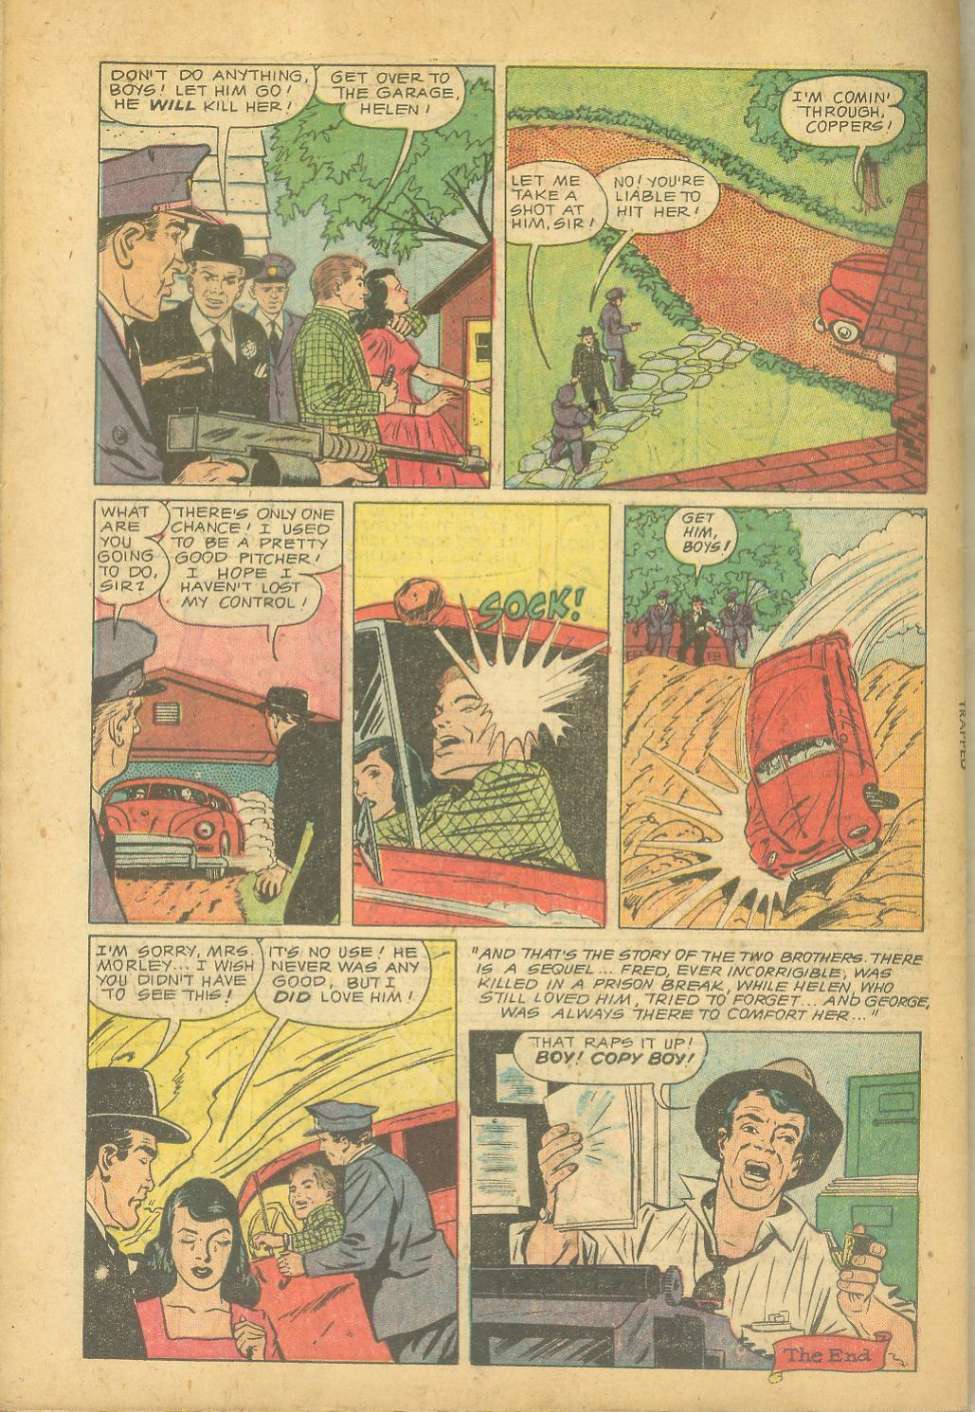 DON'T DO ANYTHING,
BOYS! LET HIM GO!
HE WILL KILL HER!
GET OVER TO
THE GARAGE,
HELEN!
LET ME
TAKE A
SHOT AT
HIM, SIR!
NO! YOU'RE
LIABLE TO
HIT HER!
I'M COMIN'
THROUGH,
COPPERS!
WHAT
ARE
YOU
GOING
TO DO,
SIR?
THERE'S ONLY ONE
CHANCE! I USED
TO BE A PRETTY
GOOD PITCHER!
I HOPE I
HAVEN'T LOST
MY CONTROL!
SOCK!
GET
HIM,
BOYS!
TRAPPED
I'M SORRY, MRS.
MORLEY... I WISH
YOU DIDN'T HAVE
TO SEE THIS!
IT'S NO USE! HE
NEVER WAS ANY
GOOD, BUT I
DID LOVE HIM!
"AND THAT'S THE STORY OF THE TWO BROTHERS. THERE
IS A SEQUEL... FRED, EVER INCORRIGIBLE, WAS
KILLED IN A PRISON BREAK, WHILE HELEN, WHO
STILL LOVED HIM, TRIED TO FORGET... AND GEORGE,
WAS ALWAYS THERE TO COMFORT HER..."
THAT RAPS IT UP!
BOY! COPY BOY!
The End